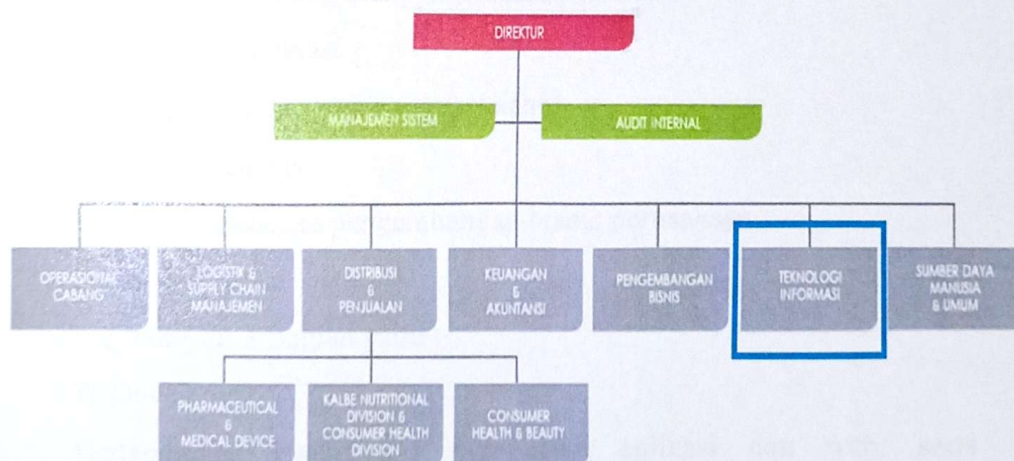 DIREKTUR
MANAJEMEN SISTEM
AUDIT INTERNAL
OPERASIONAL
CABANG
LOGISTIK &
SUPPLY CHAIN
MANAJEMEN
DISTRIBUSI
&
PENJUALAN
KEUANGAN
&
AKUNTANSI
PENGEMBANGAN
BISNIS
TEKNOLOGI
INFORMASI
SUMBER DAYA
MANUSIA
& UMUM
PHARMACEUTICAL
&
MEDICAL DEVICE
KALBE NUTRITIONAL
DIVISION &
CONSUMER HEALTH
DIVISION
CONSUMER
HEALTH & BEAUTY